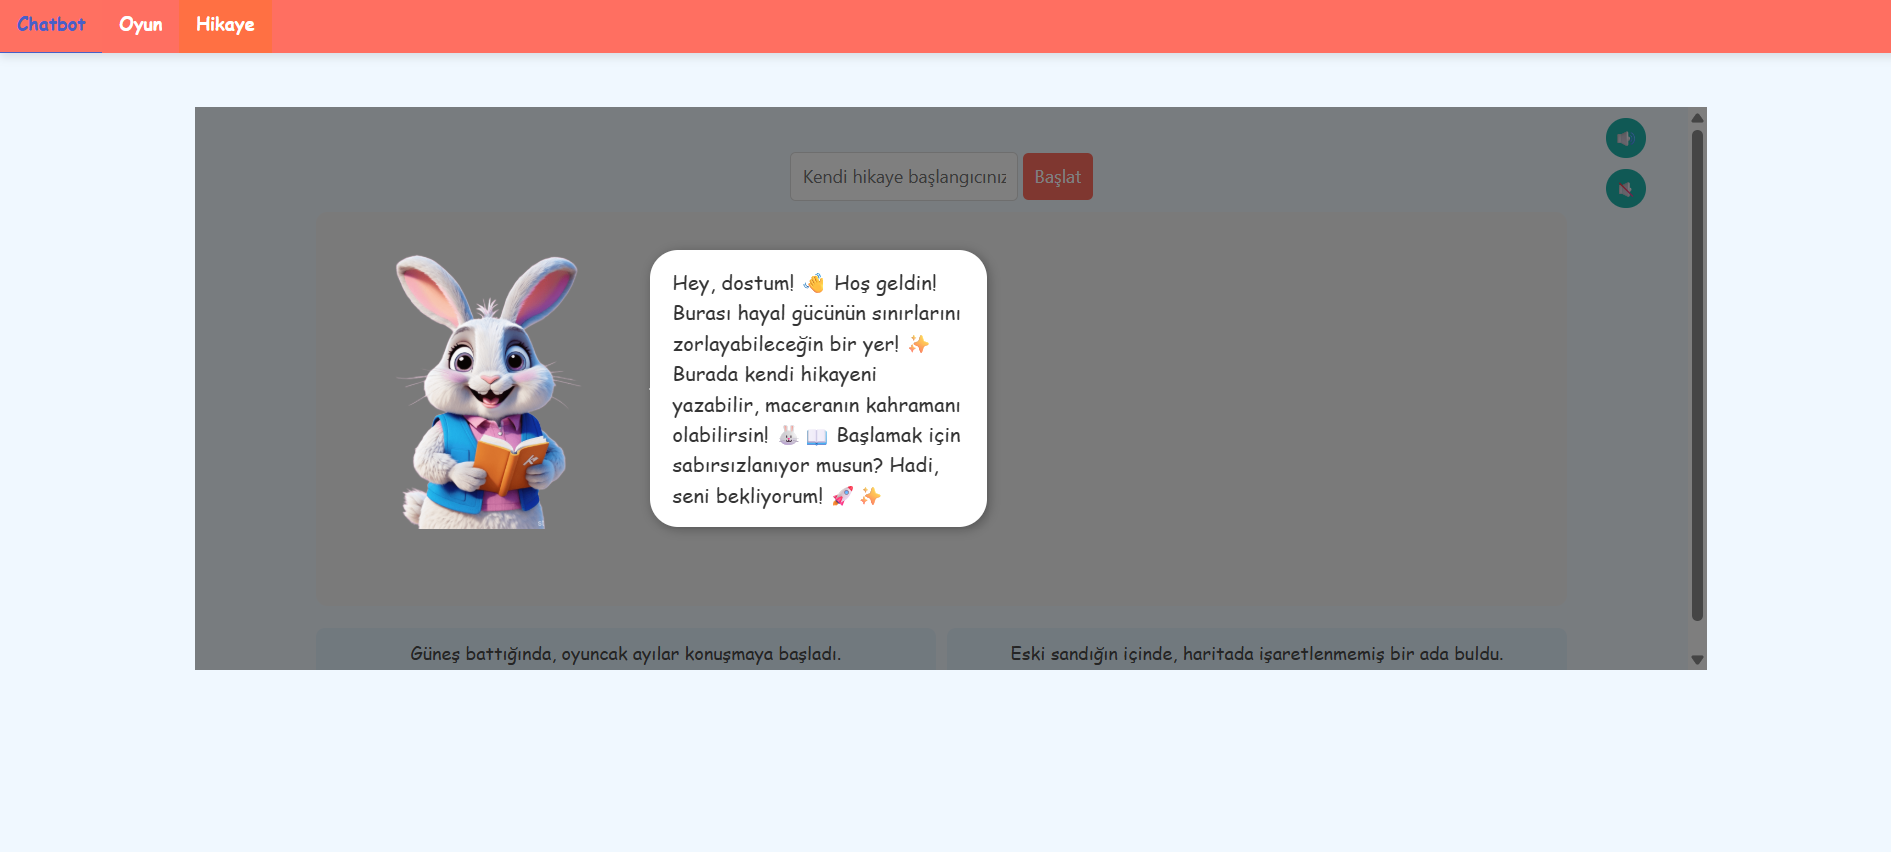 Chatbot Oyun Hikaye
Kendi hikaye başlangıcınız
Başlat
Hey, dostum! 👋 Hoş geldin!
Burası hayal gücünün sınırlarını
zorlayabileceğin bir yer! ✨
Burada kendi hikayeni
yazabilir, maceranın kahramanı
olabilirsin! 🐰 📖 Başlamak için
sabırsızlanıyor musun? Hadi,
seni bekliyorum! 🚀 ✨
Güneş battığında, oyuncak ayılar konuşmaya başladı.
Eski sandığın içinde, haritada işaretlenmemiş bir ada buldu.